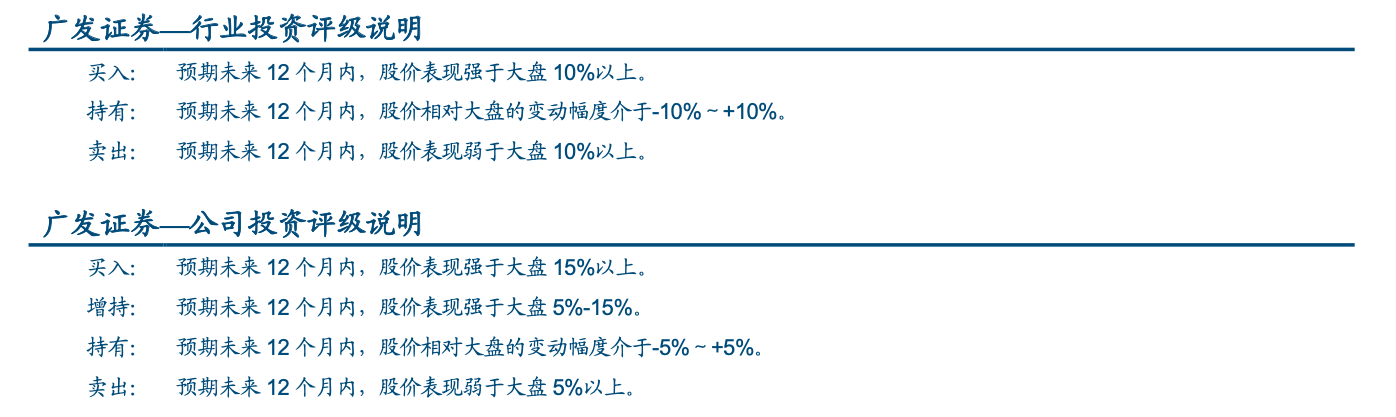 广发证券—行业投资评级说明
买入： 预期未来 12 个月内，股价表现强于大盘 10%以上。
持有： 预期未来 12 个月内，股价相对大盘的变动幅度介于-10%～+10%。
卖出： 预期未来 12 个月内，股价表现弱于大盘 10%以上。
广发证券—公司投资评级说明
买入： 预期未来 12 个月内，股价表现强于大盘 15%以上。
增持： 预期未来 12 个月内，股价表现强于大盘 5%-15%。
持有： 预期未来 12 个月内，股价相对大盘的变动幅度介于-5%～+5%。
卖出： 预期未来 12 个月内，股价表现弱于大盘 5%以上。